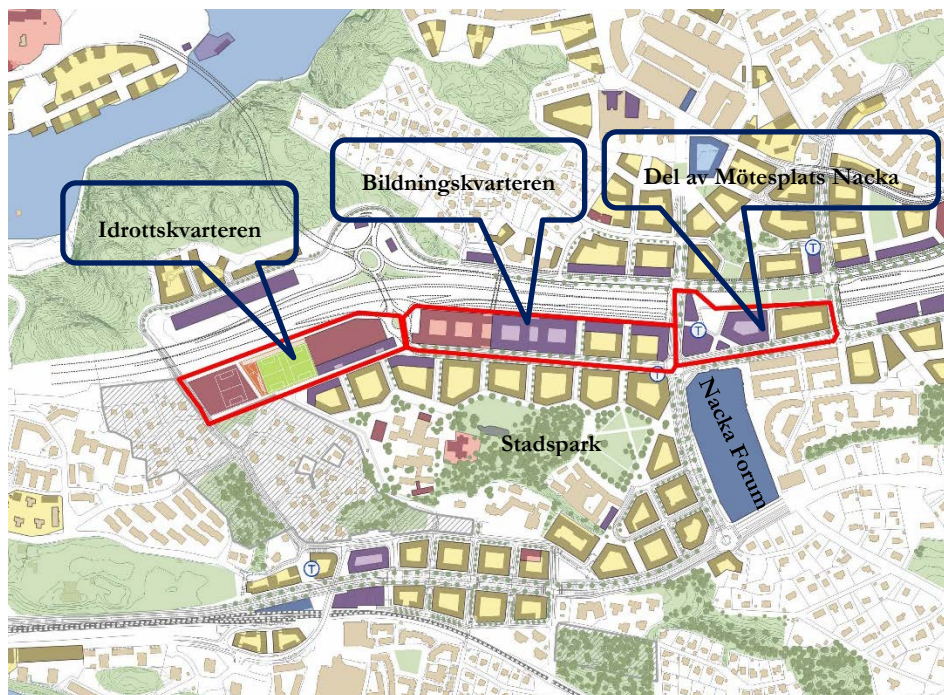 Bildningskvarteren
Del av Mötesplats Nacka
Idrottskvarteren
T
T
T
Stadspark
Nacka Forum
T